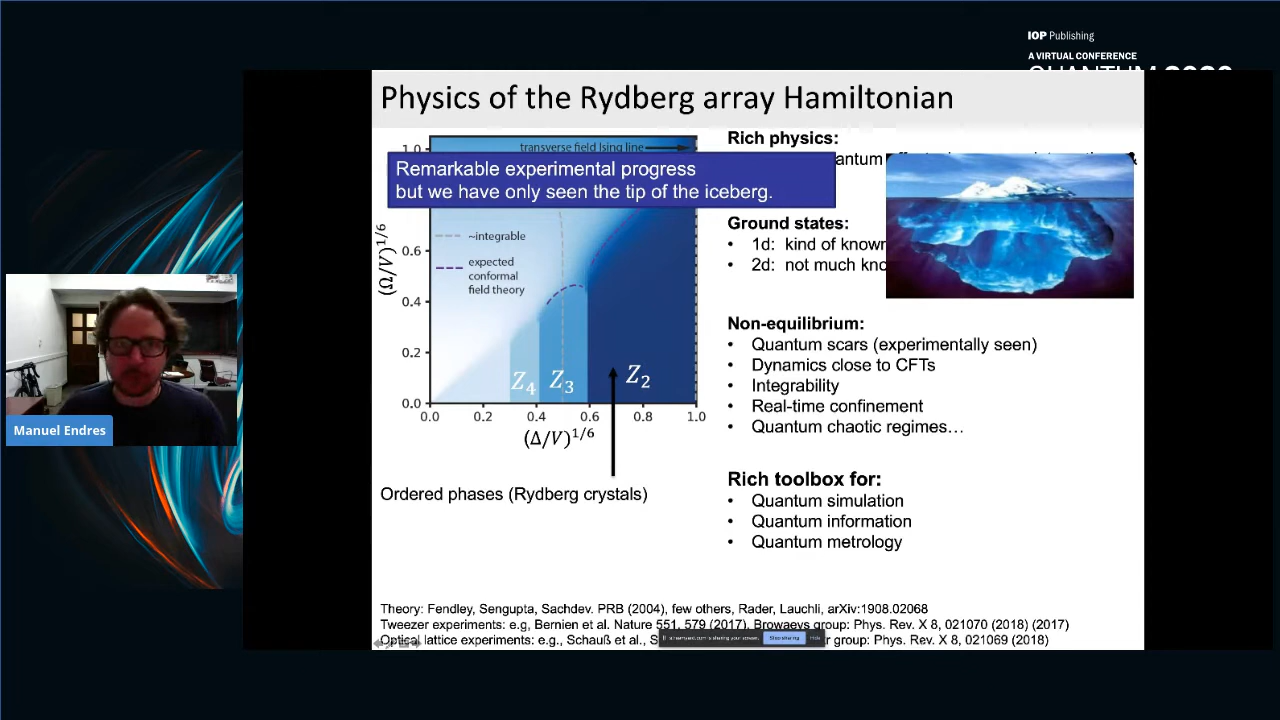 IOP Publishing
A VIRTUAL CONFERENCE
Physics of the Rydberg array Hamiltonian
1.0
transverse field Ising line
Remarkable experimental progress
but we have only seen the tip of the iceberg.
~integrable
expected
conformal
field theory
0.6
0.4
0.2
0.0
(Ω/V)^1/6
Z4 Z3 Z2
0.0 0.2 0.4 0.6 0.8 1.0
(Δ/V)^1/6
Ordered phases (Rydberg crystals)
Rich physics:
&
Ground states:
• 1d: kind of known
• 2d: not much
Non-equilibrium:
• Quantum scars (experimentally seen)
• Dynamics close to CFTs
• Integrability
• Real-time confinement
• Quantum chaotic regimes…
Rich toolbox for:
• Quantum simulation
• Quantum information
• Quantum metrology
Theory: Fendley, Sengupta, Sachdev. PRB (2004), few others, Rader, Lauchli, arXiv:1908.02068
Tweezer experiments: e.g, Bernien et al. Nature 551, 579 (2017), Browaeys group: Phys. Rev. X 8, 021070 (2018) (2017)
Optical lattice experiments: e.g., Schauß et al., group: Phys. Rev. X 8, 021069 (2018)
is sharing your screen.
Stop sharing
Hide
Manuel Endres